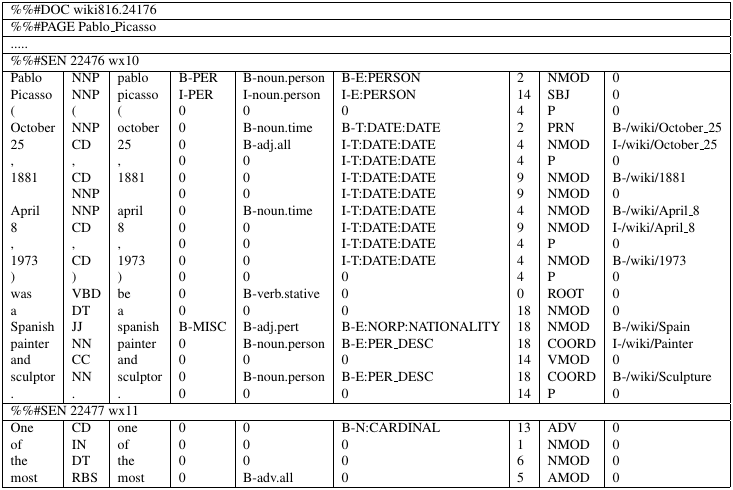 %%#DOC wiki816.24176
%%#PAGE Pablo_Picasso
.....
%%#SEN 22476 wx10
Pablo NNP pablo B-PER B-noun.person B-E:PERSON 2 NMOD 0
Picasso NNP picasso I-PER I-noun.person I-E:PERSON 14 SBJ 0
( ( ( 0 0 0 4 P 0
October NNP october 0 B-noun.time B-T:DATE:DATE 2 PRN B-/wiki/October_25
25 CD 25 0 B-adj.all I-T:DATE:DATE 4 NMOD I-/wiki/October_25
, , , 0 0 I-T:DATE:DATE 4 P 0
1881 CD 1881 0 0 I-T:DATE:DATE 9 NMOD B-/wiki/1881
NNP 0 0 I-T:DATE:DATE 9 NMOD 0
April NNP april 0 B-noun.time I-T:DATE:DATE 4 NMOD B-/wiki/April_8
8 CD 8 0 0 I-T:DATE:DATE 9 NMOD I-/wiki/April_8
, , , 0 0 I-T:DATE:DATE 4 P 0
1973 CD 1973 0 0 I-T:DATE:DATE 4 NMOD B-/wiki/1973
) ) ) 0 0 0 4 P 0
was VBD be 0 B-verb.stative 0 0 ROOT 0
a DT a 0 0 0 18 NMOD 0
Spanish JJ spanish B-MISC B-adj.pert B-E:NORP:NATIONALITY 18 NMOD B-/wiki/Spain
painter NN painter 0 B-noun.person B-E:PER_DESC 18 COORD I-/wiki/Painter
and CC and 0 0 0 14 VMOD 0
sculptor NN sculptor 0 B-noun.person B-E:PER_DESC 18 COORD B-/wiki/Sculpture
. . . 0 0 0 14 P 0
%%#SEN 22477 wx11
One CD one 0 0 B-N:CARDINAL 13 ADV 0
of IN of 0 0 0 1 NMOD 0
the DT the 0 0 0 6 NMOD 0
most RBS most 0 B-adv.all 0 5 AMOD 0